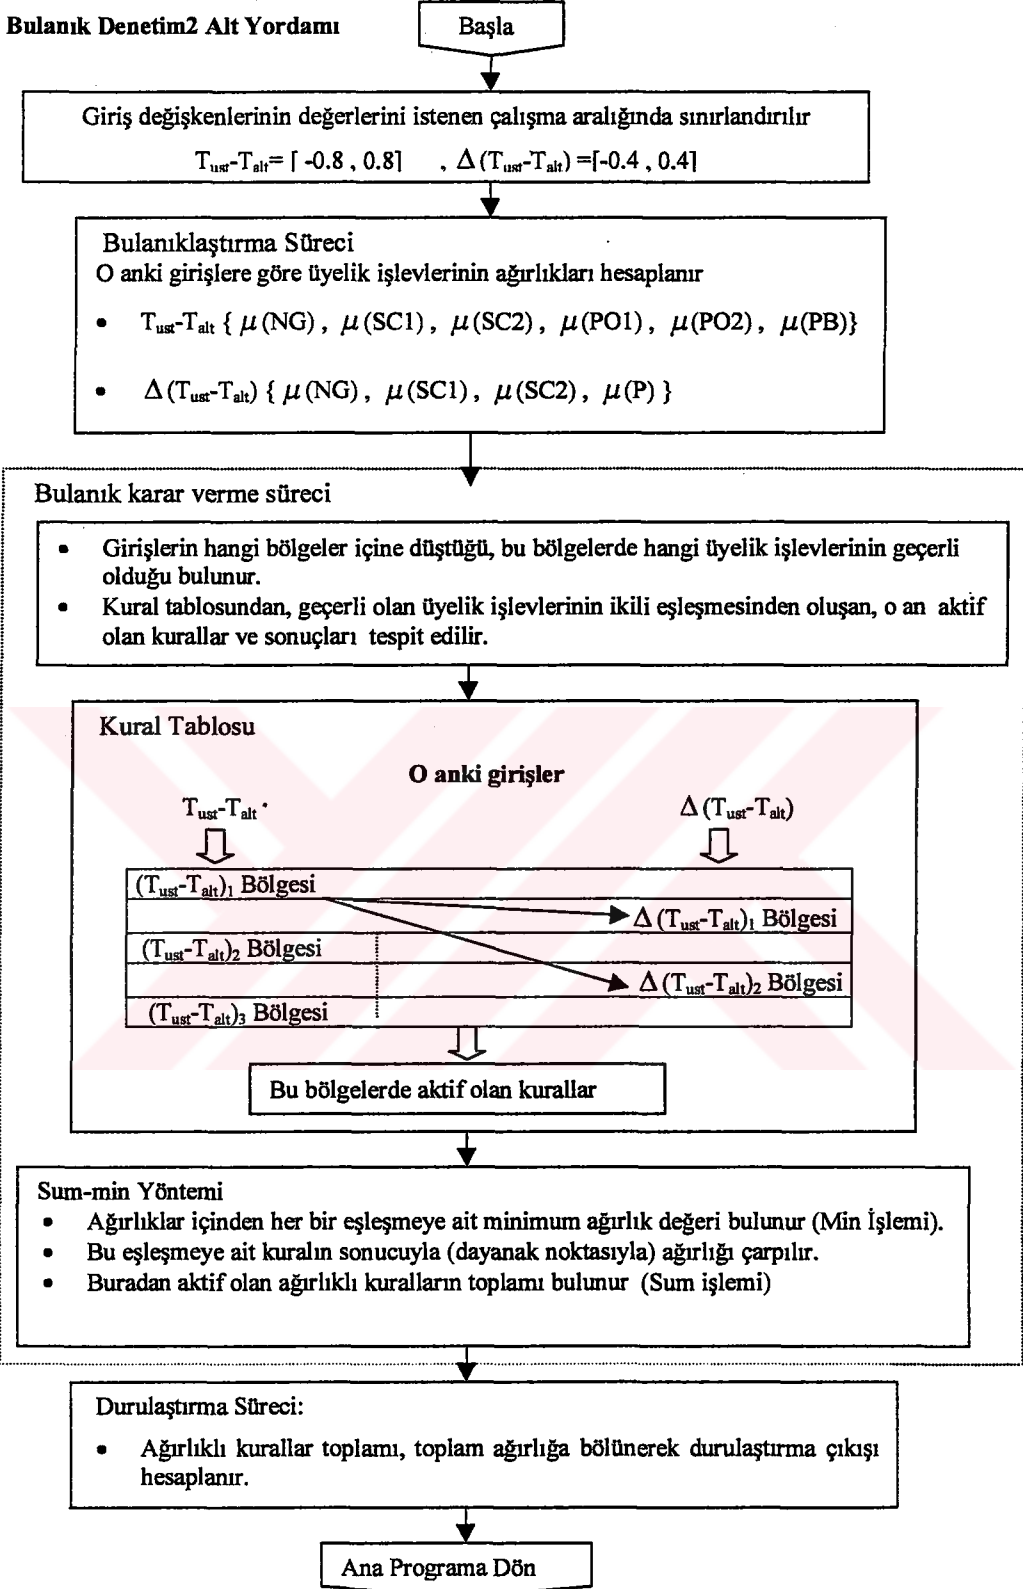 Bulanık Denetim2 Alt Yordamı
Başla
Giriş değişkenlerinin değerlerini istenen çalışma aralığında sınırlandırılır
Tust-Talt= [ -0.8 , 0.8] , Δ (Tust-Talt) =[-0.4 , 0.4]
Bulanıklaştırma Süreci
O anki girişlere göre üyelik işlevlerinin ağırlıkları hesaplanır
• Tust-Talt { μ(NG) , μ(SC1) , μ(SC2) , μ(PO1) , μ(PO2) , μ(PB)}
• Δ (Tust-Talt) { μ(NG) , μ(SC1) , μ(SC2) , μ(P) }
Bulanık karar verme süreci
• Girişlerin hangi bölgeler içine düştüğü, bu bölgelerde hangi üyelik işlevlerinin geçerli
olduğu bulunur.
• Kural tablosundan, geçerli olan üyelik işlevlerinin ikili eşleşmesinden oluşan, o an aktif
olan kurallar ve sonuçları tespit edilir.
Kural Tablosu
O anki girişler
Tust-Talt
Δ (Tust-Talt)
(Tust-Talt)1 Bölgesi
Δ (Tust-Talt)1 Bölgesi
(Tust-Talt)2 Bölgesi
Δ (Tust-Talt)2 Bölgesi
(Tust-Talt)3 Bölgesi
Bu bölgelerde aktif olan kurallar
Sum-min Yöntemi
• Ağırlıklar içinden her bir eşleşmeye ait minimum ağırlık değeri bulunur (Min İşlemi).
• Bu eşleşmeye ait kuralın sonucuyla (dayanak noktasıyla) ağırlığı çarpılır.
• Buradan aktif olan ağırlıklı kuralların toplamı bulunur (Sum işlemi)
Durulaştırma Süreci:
• Ağırlıklı kurallar toplamı, toplam ağırlığa bölünerek durulaştırma çıkışı
hesaplanır.
Ana Programa Dön